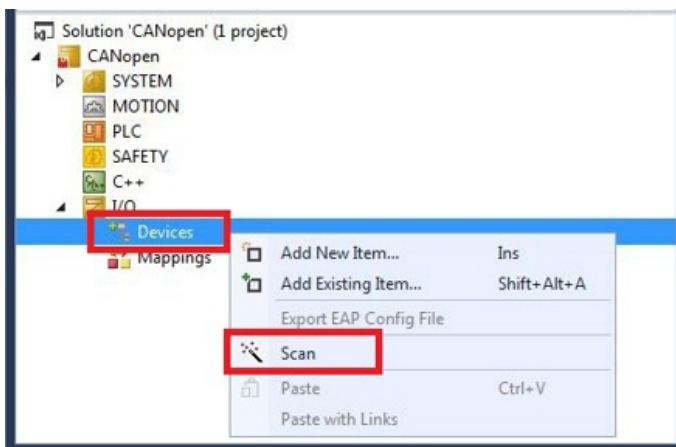 Solution 'CANopen' (1 project)
CANopen
SYSTEM
MOTION
PLC
SAFETY
C++
I/O
Devices
Mappings
Add New Item... Ins
Add Existing Item... Shift+Alt+A
Export EAP Config File
Scan
Paste Ctrl+V
Paste with Links